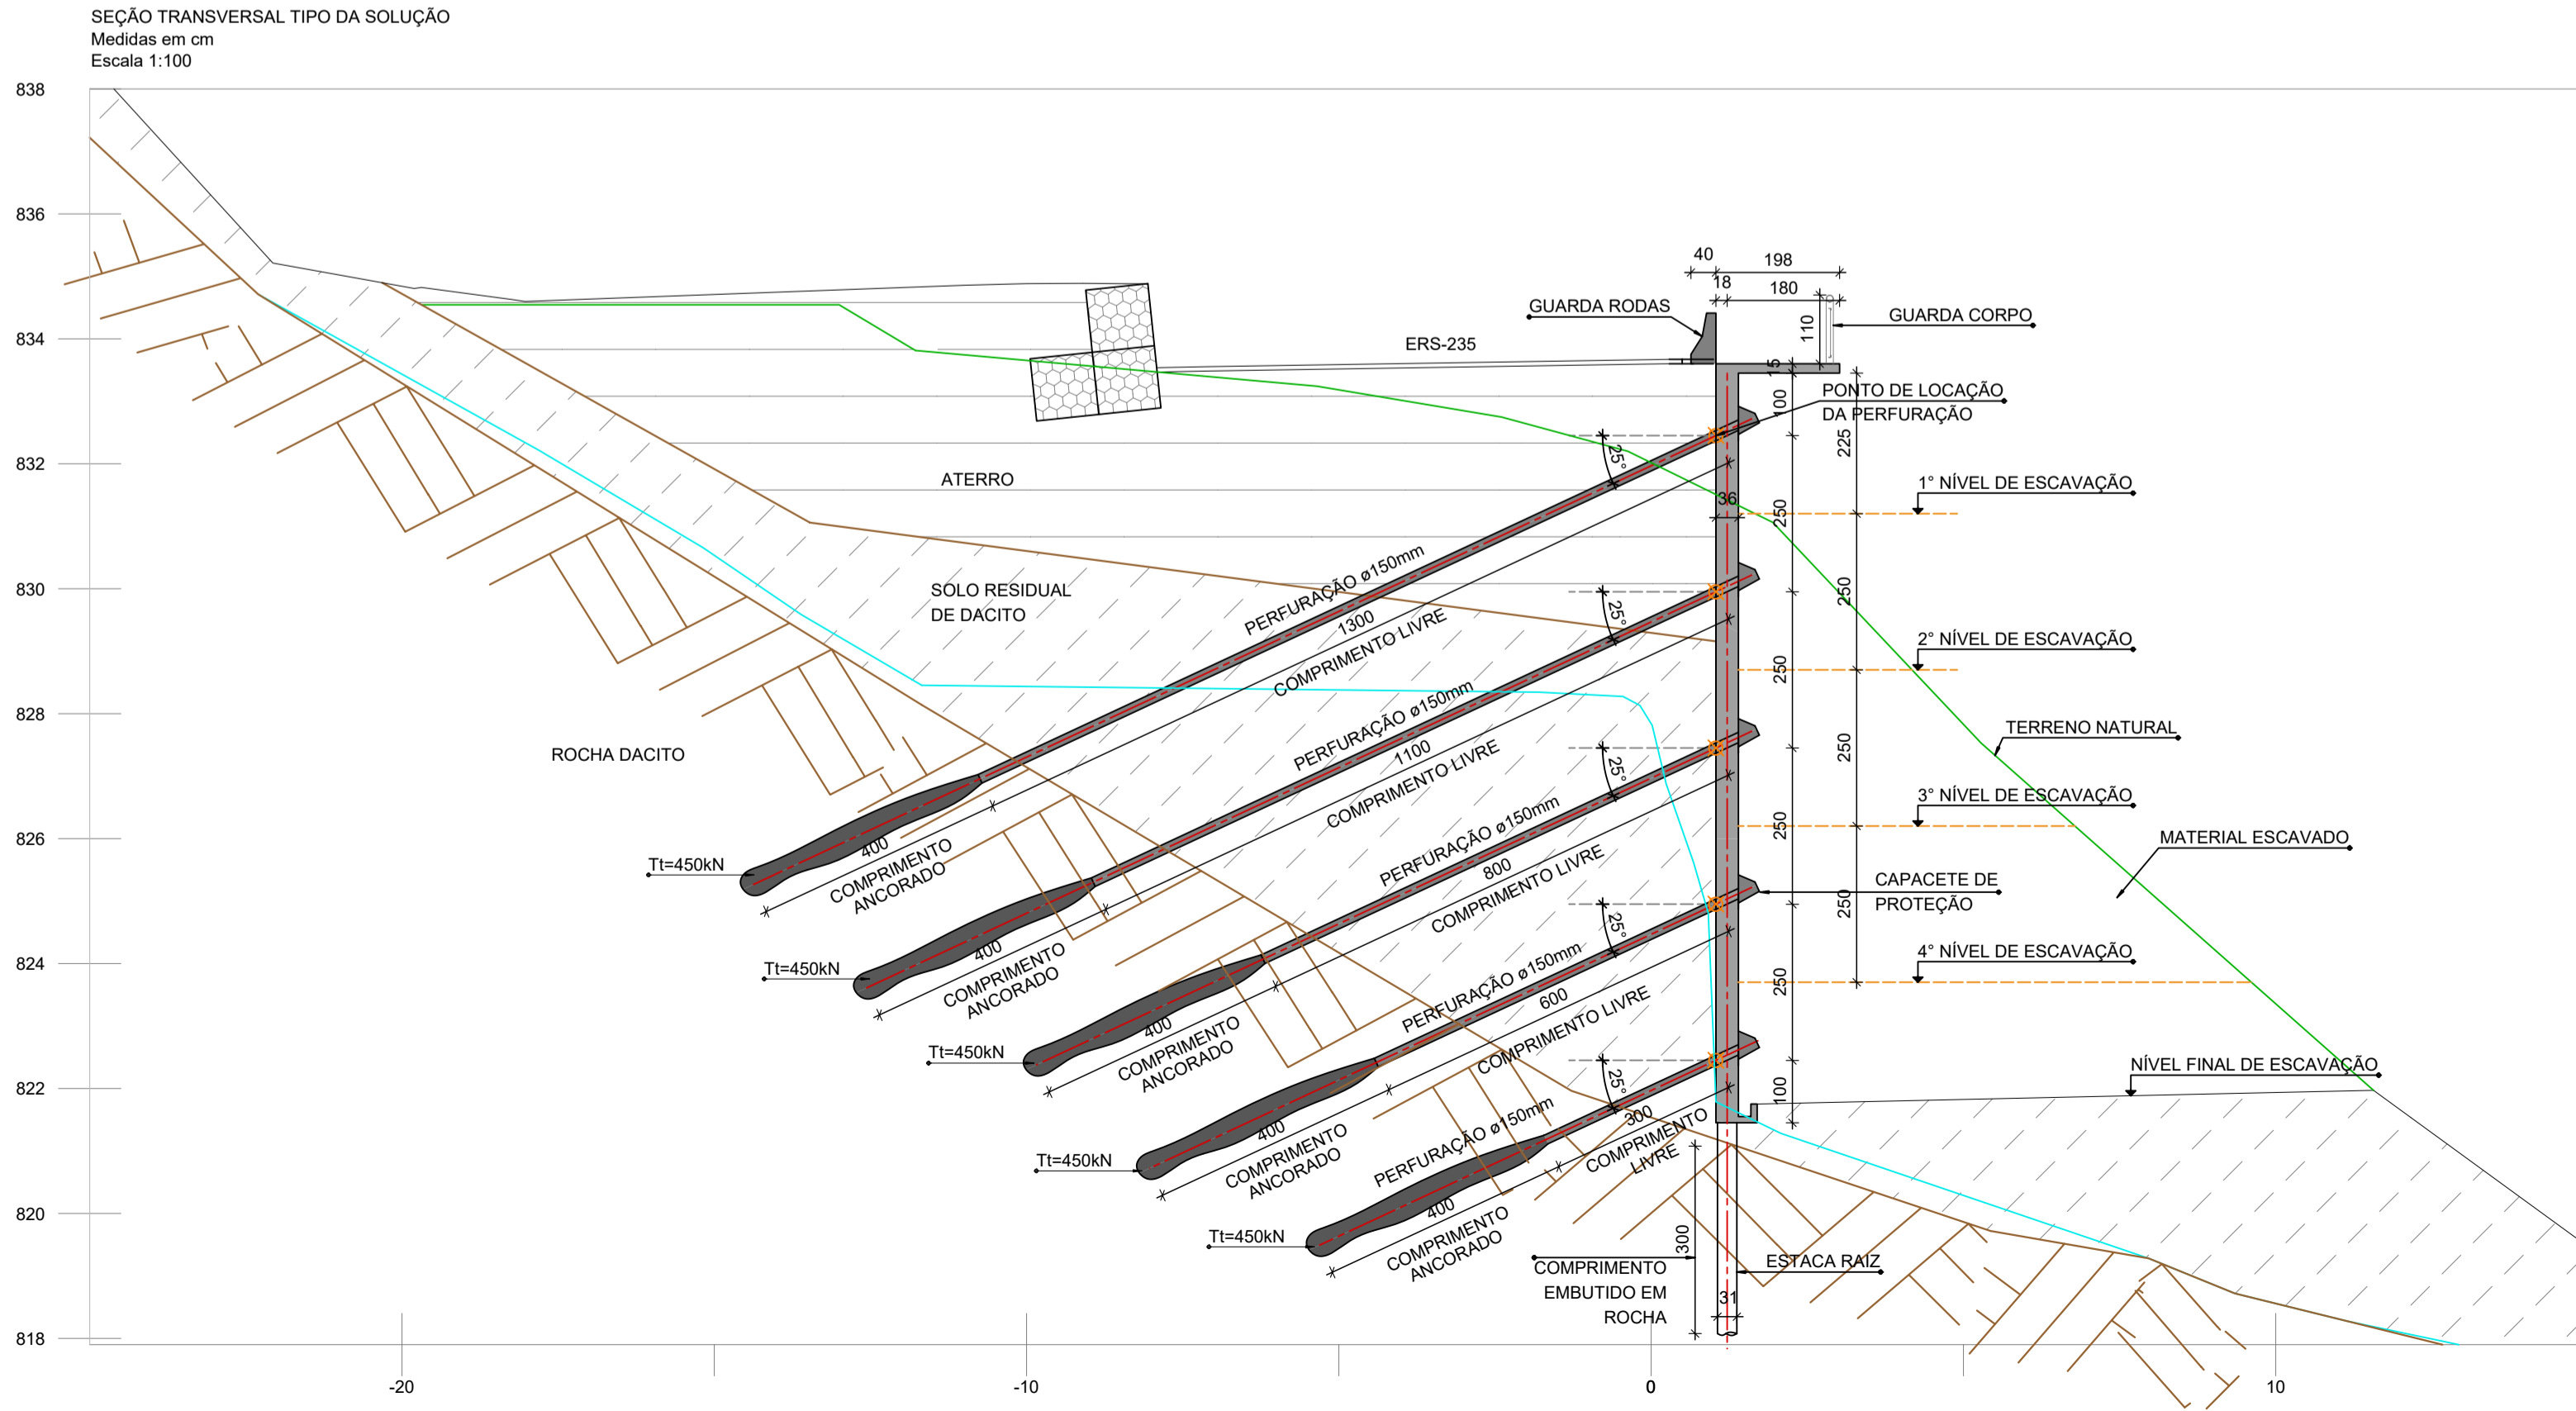 SEÇÃO TRANSVERSAL TIPO DA SOLUÇÃO
Medidas em cm
Escala 1:100
838
836
834
832
830
828
826
824
822
820
818
-20
-10
0
10
40
198
18
180
GUARDA RODAS
GUARDA CORPO
110
ERS-235
15
100
PONTO DE LOCAÇÃO
DA PERFURAÇÃO
225
25°
ATERRO
36
250
1° NÍVEL DE ESCAVAÇÃO
PERFURAÇÃO ø150mm
1300
COMPRIMENTO LIVRE
SOLO RESIDUAL
DE DACITO
25°
250
2° NÍVEL DE ESCAVAÇÃO
250
PERFURAÇÃO ø150mm
1100
COMPRIMENTO LIVRE
ROCHA DACITO
25°
250
TERRENO NATURAL
3° NÍVEL DE ESCAVAÇÃO
250
PERFURAÇÃO ø150mm
800
COMPRIMENTO LIVRE
MATERIAL ESCAVADO
Tt=450kN
400
COMPRIMENTO
ANCORADO
25°
250
CAPACETE DE
PROTEÇÃO
4° NÍVEL DE ESCAVAÇÃO
250
PERFURAÇÃO ø150mm
600
COMPRIMENTO LIVRE
Tt=450kN
400
COMPRIMENTO
ANCORADO
25°
100
NÍVEL FINAL DE ESCAVAÇÃO
Tt=450kN
400
COMPRIMENTO
ANCORADO
PERFURAÇÃO ø150mm
300
COMPRIMENTO
LIVRE
Tt=450kN
400
COMPRIMENTO
ANCORADO
Tt=450kN
400
COMPRIMENTO
ANCORADO
300
COMPRIMENTO
EMBUTIDO EM
ROCHA
ESTACA RAIZ
31